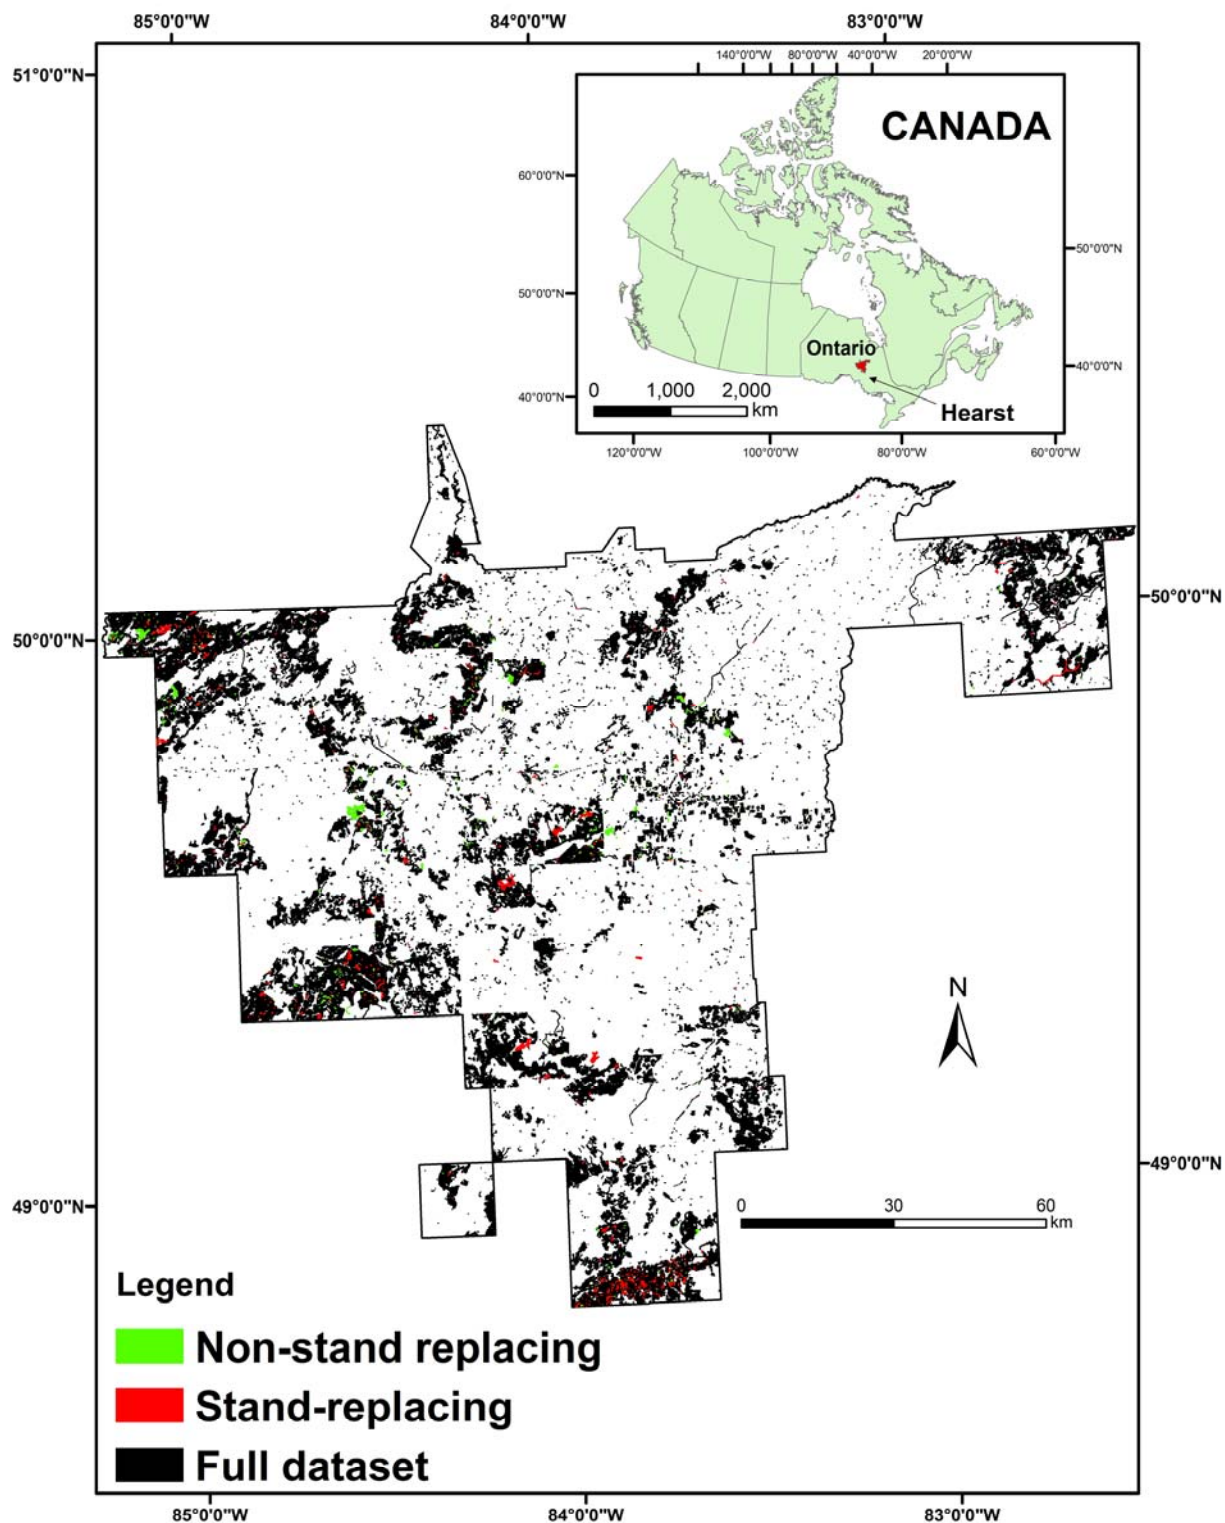 85°0'0"W 84°0'0"W 83°0'0"W
51°0'0"N
140°0'0"W 80°0'0"W 40°0'0"W 20°0'0"W
CANADA
60°0'0"N
50°0'0"N
50°0'0"N
Ontario
40°0'0"N
0 1,000 2,000
km
40°0'0"N
Hearst
120°0'0"W 100°0'0"W 80°0'0"W 60°0'0"W
50°0'0"N
50°0'0"N
N
49°0'0"N
49°0'0"N
0 30 60
km
Legend
Non-stand replacing
Stand-replacing
Full dataset
85°0'0"W 84°0'0"W 83°0'0"W